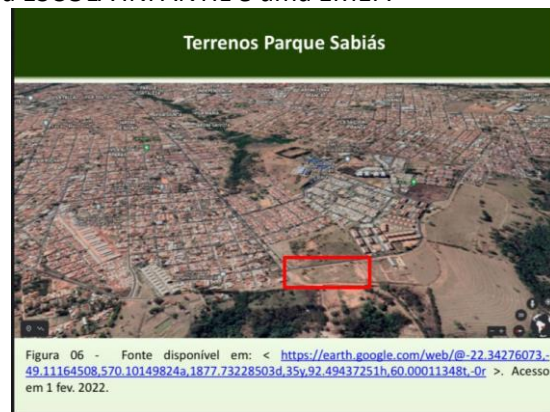 Terrenos Parque Sabiás
Figura 06 - Fonte disponível em: < https://earth.google.com/web/@-22.34276073,-
49.11164508,570.10149824a,1877.73228503d,35y,92.49437251h,60.00011348t,-0r >. Acesso
em 1 fev. 2022.